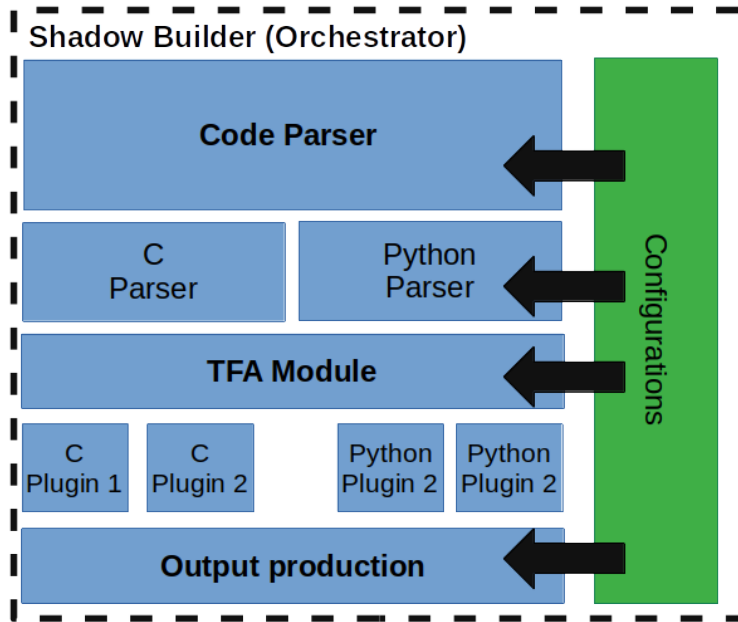 Shadow Builder (Orchestrator)
Code Parser
C
Parser
Python
Parser
TFA Module
C
Plugin 1
C
Plugin 2
Python
Plugin 2
Python
Plugin 2
Output production
Configurations